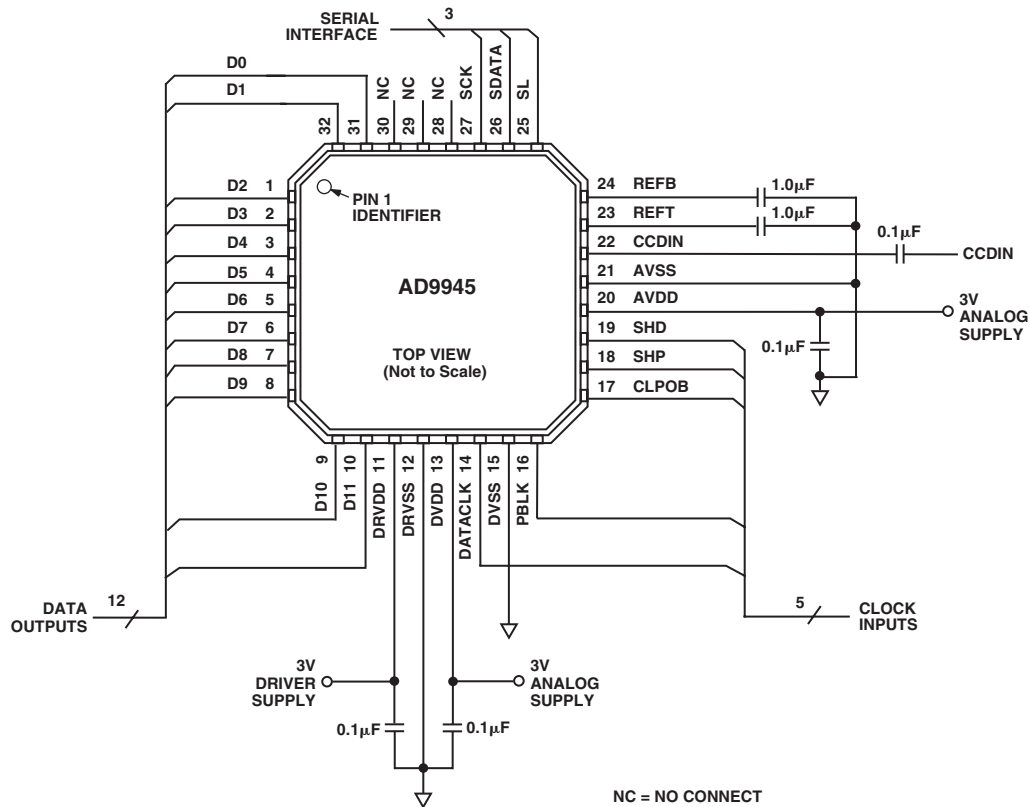 SERIAL
INTERFACE
3
D0
D1
32
31
30 NC
29 NC
28 NC
27 SCK
26 SDATA
25 SL
D2 1
D3 2
D4 3
D5 4
D6 5
D7 6
D8 7
D9 8
PIN 1
IDENTIFIER
AD9945
TOP VIEW
(Not to Scale)
24 REFB
23 REFT
22 CCDIN
21 AVSS
20 AVDD
19 SHD
18 SHP
17 CLPOB
1.0μF
1.0μF
0.1μF
CCDIN
3V
ANALOG
SUPPLY
0.1μF
D10 9
D11 10
DRVDD 11
DRVSS 12
DVDD 13
DATACLK 14
DVSS 15
PBLK 16
DATA
OUTPUTS
12
5
CLOCK
INPUTS
3V
DRIVER
SUPPLY
3V
ANALOG
SUPPLY
0.1μF
0.1μF
NC = NO CONNECT